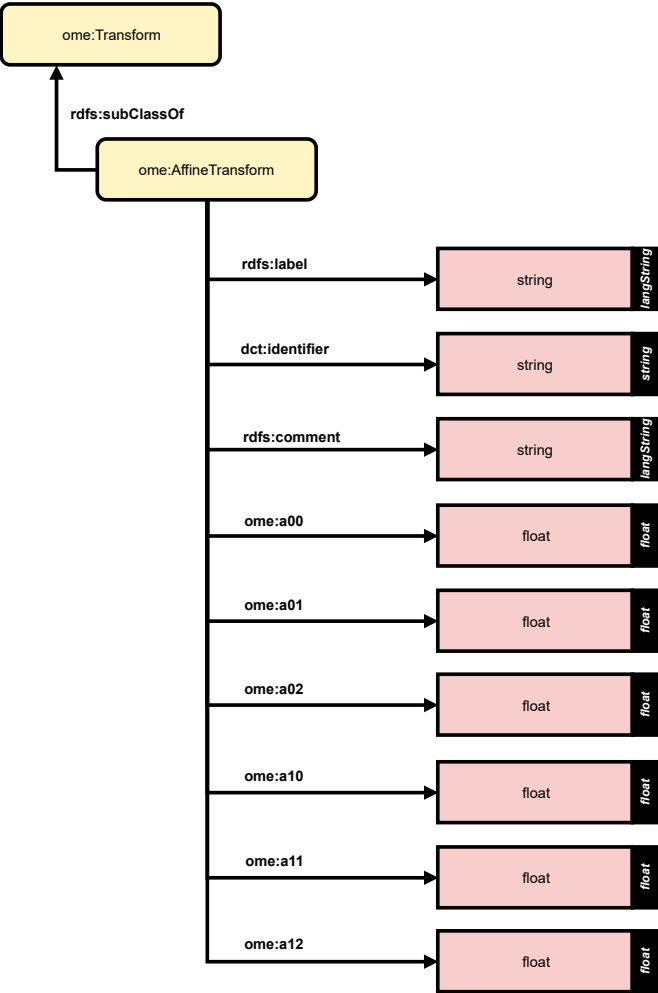 ome:Transform
rdfs:subClassOf
ome:AffineTransform
rdfs:label
string
langString
dct:identifier
string
string
rdfs:comment
string
langString
ome:a00
float
float
ome:a01
float
float
ome:a02
float
float
ome:a10
float
float
ome:a11
float
float
ome:a12
float
float